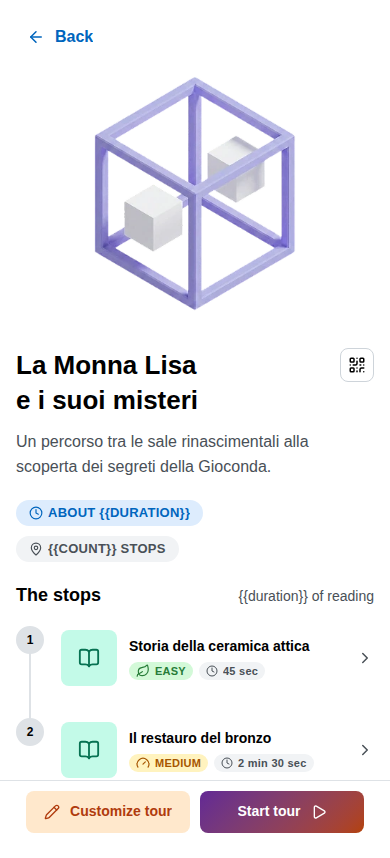 Back
La Monna Lisa
e i suoi misteri
Un percorso tra le sale rinascimentali alla
scoperta dei segreti della Gioconda.
ABOUT {{DURATION}}
{{COUNT}} STOPS
The stops
{{duration}} of reading
1
Storia della ceramica attica
EASY
45 sec
2
Il restauro del bronzo
MEDIUM
2 min 30 sec
Customize tour
Start tour